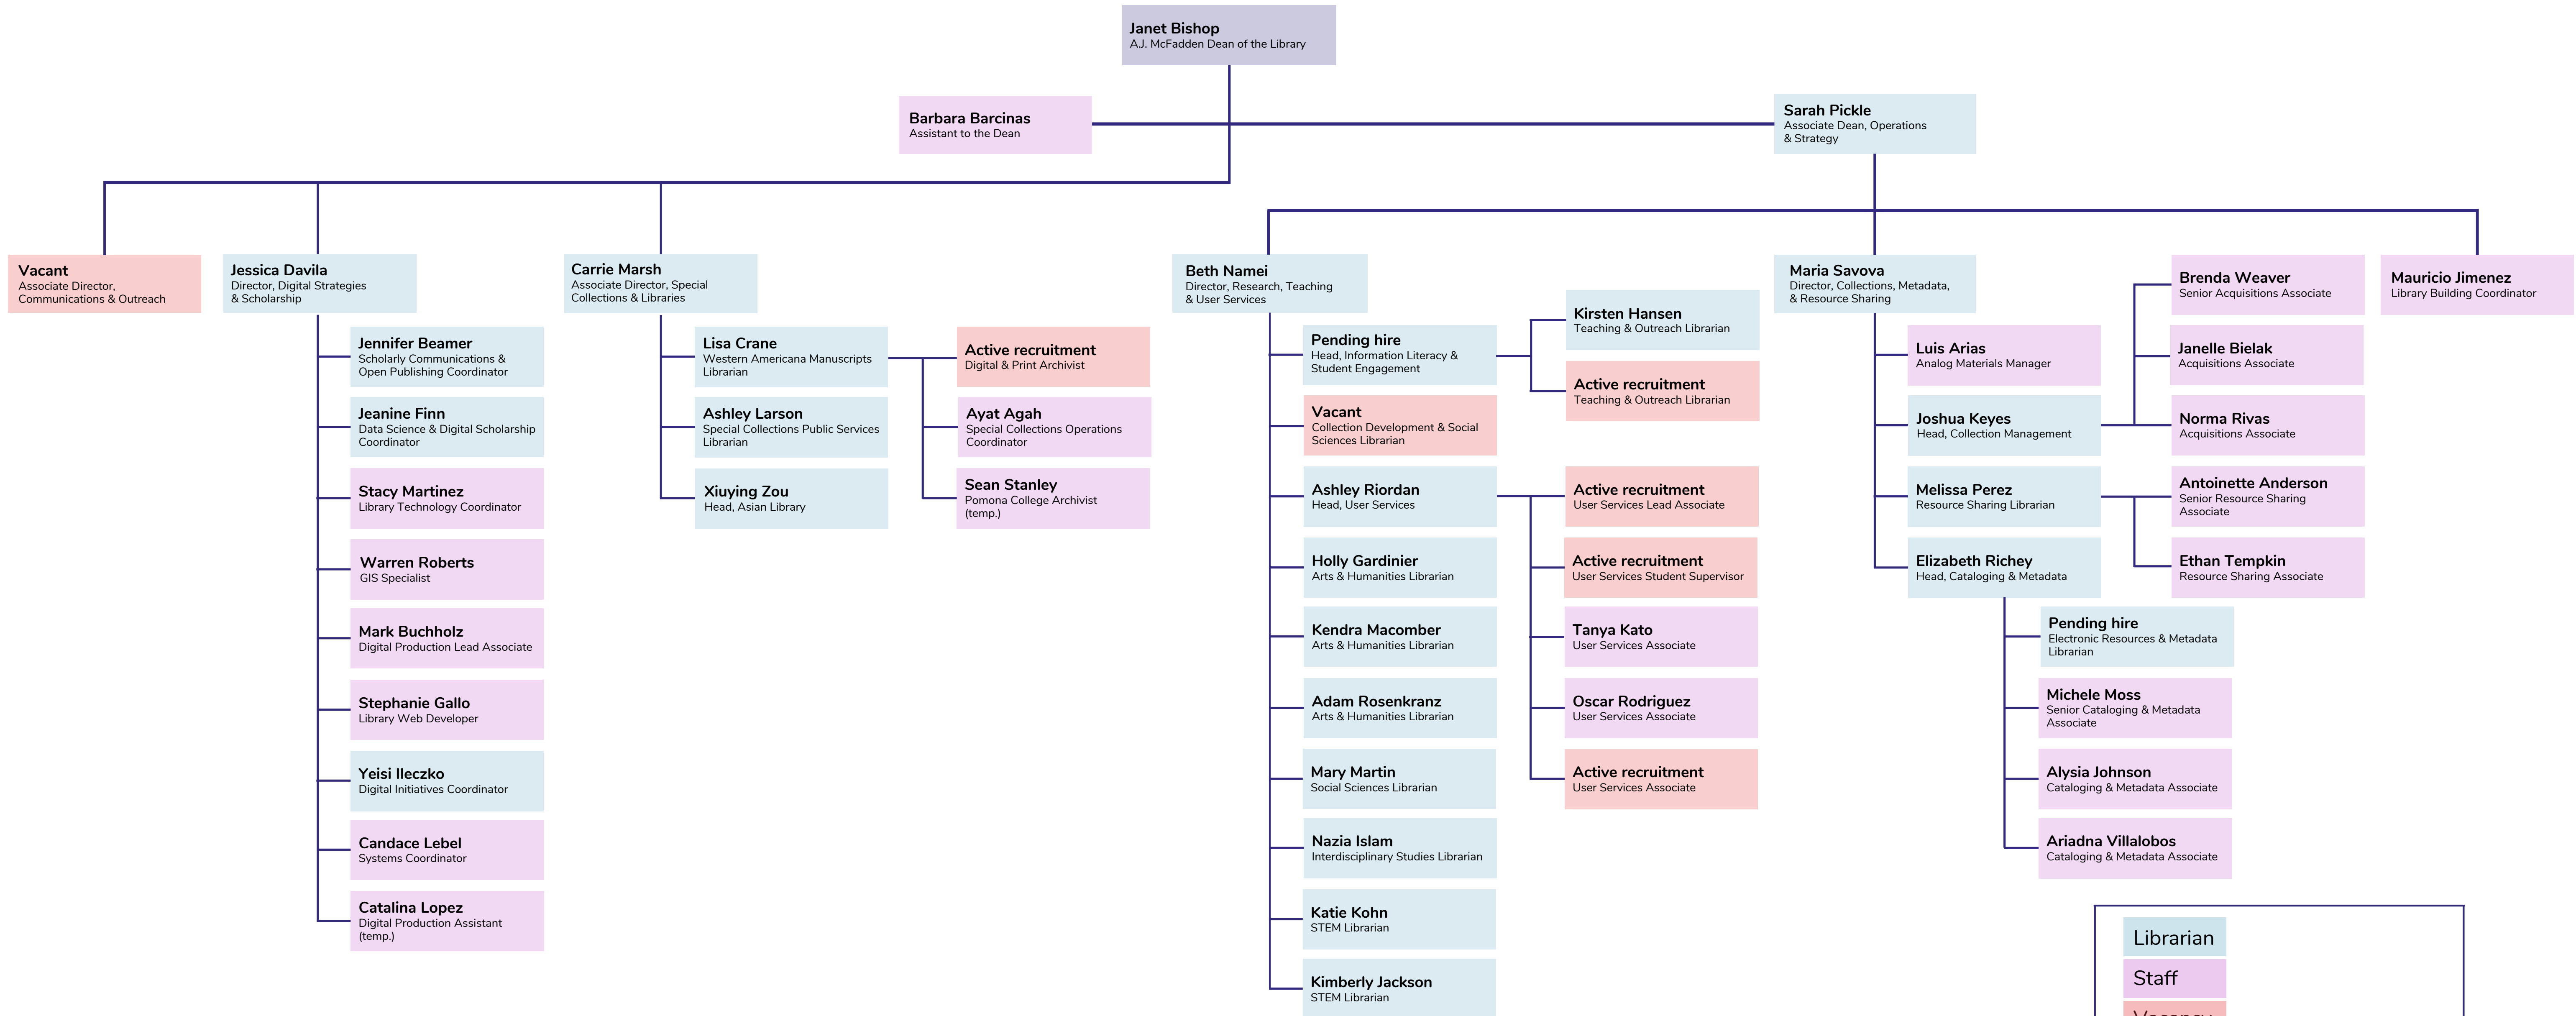 Janet Bishop
A.J. McFadden Dean of the Library
Barbara Barcinas
Assistant to the Dean
Sarah Pickle
Associate Dean, Operations
& Strategy
Vacant
Associate Director,
Communications & Outreach
Jessica Davila
Director, Digital Strategies
& Scholarship
Jennifer Beamer
Scholarly Communications &
Open Publishing Coordinator
Jeanine Finn
Data Science & Digital Scholarship
Coordinator
Stacy Martinez
Library Technology Coordinator
Warren Roberts
GIS Specialist
Mark Buchholz
Digital Production Lead Associate
Stephanie Gallo
Library Web Developer
Yeisi Ileczko
Digital Initiatives Coordinator
Candace Lebel
Systems Coordinator
Catalina Lopez
Digital Production Assistant
(temp.)
Carrie Marsh
Associate Director, Special
Collections & Libraries
Lisa Crane
Western Americana Manuscripts
Librarian
Ashley Larson
Special Collections Public Services
Librarian
Xiuying Zou
Head, Asian Library
Active recruitment
Digital & Print Archivist
Ayat Agah
Special Collections Operations
Coordinator
Sean Stanley
Pomona College Archivist
(temp.)
Beth Namei
Director, Research, Teaching
& User Services
Pending hire
Head, Information Literacy &
Student Engagement
Vacant
Collection Development & Social
Sciences Librarian
Ashley Riordan
Head, User Services
Holly Gardinier
Arts & Humanities Librarian
Kendra Macomber
Arts & Humanities Librarian
Adam Rosenkranz
Arts & Humanities Librarian
Mary Martin
Social Sciences Librarian
Nazia Islam
Interdisciplinary Studies Librarian
Katie Kohn
STEM Librarian
Kimberly Jackson
STEM Librarian
Kirsten Hansen
Teaching & Outreach Librarian
Active recruitment
Teaching & Outreach Librarian
Active recruitment
User Services Lead Associate
Active recruitment
User Services Student Supervisor
Tanya Kato
User Services Associate
Oscar Rodriguez
User Services Associate
Active recruitment
User Services Associate
Maria Savova
Director, Collections, Metadata,
& Resource Sharing
Luis Arias
Analog Materials Manager
Joshua Keyes
Head, Collection Management
Melissa Perez
Resource Sharing Librarian
Elizabeth Richey
Head, Cataloging & Metadata
Pending hire
Electronic Resources & Metadata
Librarian
Michele Moss
Senior Cataloging & Metadata
Associate
Alysia Johnson
Cataloging & Metadata Associate
Ariadna Villalobos
Cataloging & Metadata Associate
Brenda Weaver
Senior Acquisitions Associate
Janelle Bielak
Acquisitions Associate
Norma Rivas
Acquisitions Associate
Antoinette Anderson
Senior Resource Sharing
Associate
Ethan Tempkin
Resource Sharing Associate
Mauricio Jimenez
Library Building Coordinator
Librarian
Staff